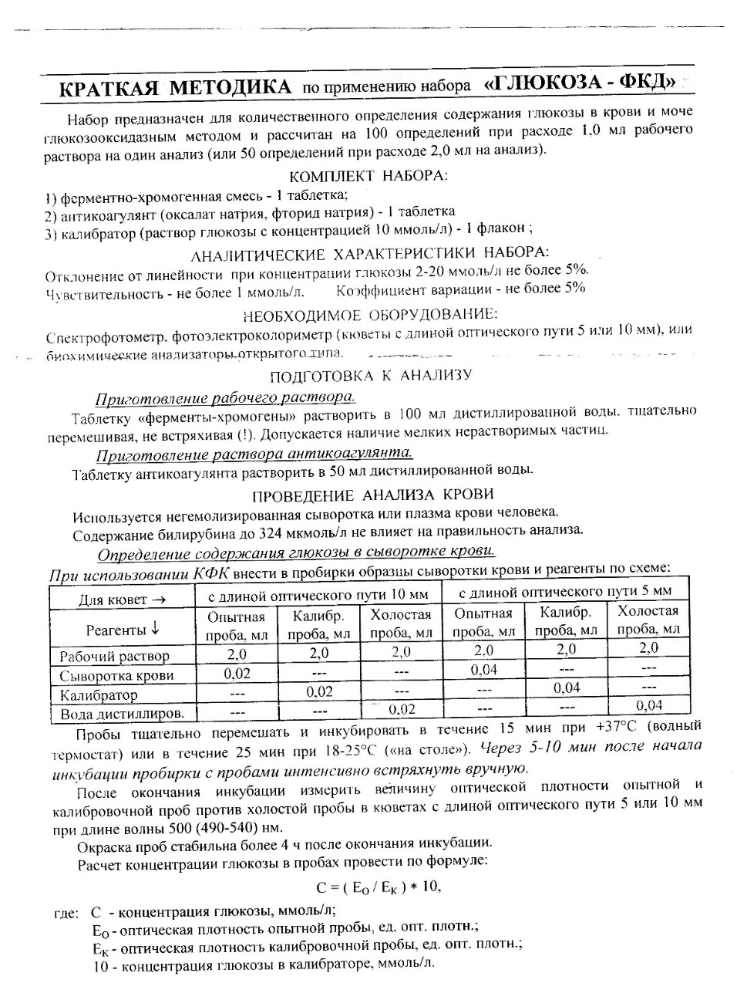 КРАТКАЯ МЕТОДИКА по применению набора «ГЛЮКОЗА - ФКД»
Набор предназначен для количественного определения содержания глюкозы в крови и моче
глюкозооксидазным методом и рассчитан на 100 определений при расходе 1,0 мл рабочего
раствора на один анализ (или 50 определений при расходе 2,0 мл на анализ).
КОМПЛЕКТ НАБОРА:
1) ферментно-хромогенная смесь - 1 таблетка;
2) антикоагулянт (оксалат натрия, фторид натрия) - 1 таблетка
3) калибратор (раствор глюкозы с концентрацией 10 ммоль/л) - 1 флакон ;
АНАЛИТИЧЕСКИЕ ХАРАКТЕРИСТИКИ НАБОРА:
Отклонение от линейности при концентрации глюкозы 2-20 ммоль/л не более 5%.
Чувствительность - не более 1 ммоль/л. Коэффициент вариации - не более 5%
НЕОБХОДИМОЕ ОБОРУДОВАНИЕ:
Спектрофотометр, фотоэлектроколориметр (кюветы с длиной оптического пути 5 или 10 мм), или
биохимические анализаторы открытого типа.
ПОДГОТОВКА К АНАЛИЗУ
Приготовление рабочего раствора.
Таблетку «ферменты-хромогены» растворить в 100 мл дистиллированной воды, тщательно
перемешивая, не встряхивая (!). Допускается наличие мелких нерастворимых частиц.
Приготовление раствора антикоагулянта.
Таблетку антикоагулянта растворить в 50 мл дистиллированной воды.
ПРОВЕДЕНИЕ АНАЛИЗА КРОВИ
Используется негемолизированная сыворотка или плазма крови человека.
Содержание билирубина до 324 мкмоль/л не влияет на правильность анализа.
Определение содержания глюкозы в сыворотке крови.
При использовании КФК внести в пробирки образцы сыворотки крови и реагенты по схеме:
Для кювет → с длиной оптического пути 10 мм с длиной оптического пути 5 мм
Реагенты ↓ Опытная проба, мл Калибр. проба, мл Холостая проба, мл Опытная проба, мл Калибр. проба, мл Холостая проба, мл
Рабочий раствор 2,0 2,0 2,0 2,0 2,0 2,0
Сыворотка крови 0,02 --- --- 0,04 --- ---
Калибратор --- 0,02 --- --- 0,04 ---
Вода дистиллиров. --- --- 0,02 --- --- 0,04
Пробы тщательно перемешать и инкубировать в течение 15 мин при +37°С (водный
термостат) или в течение 25 мин при 18-25°С («на столе»). Через 5-10 мин после начала
инкубации пробирки с пробами интенсивно встряхнуть вручную.
После окончания инкубации измерить величину оптической плотности опытной и
калибровочной проб против холостой пробы в кюветах с длиной оптического пути 5 или 10 мм
при длине волны 500 (490-540) нм.
Окраска проб стабильна более 4 ч после окончания инкубации.
Расчет концентрации глюкозы в пробах провести по формуле:
С = ( ЕО / ЕК ) * 10,
где: С - концентрация глюкозы, ммоль/л;
ЕО - оптическая плотность опытной пробы, ед. опт. плотн.;
ЕК - оптическая плотность калибровочной пробы, ед. опт. плотн.;
10 - концентрация глюкозы в калибраторе, ммоль/л.